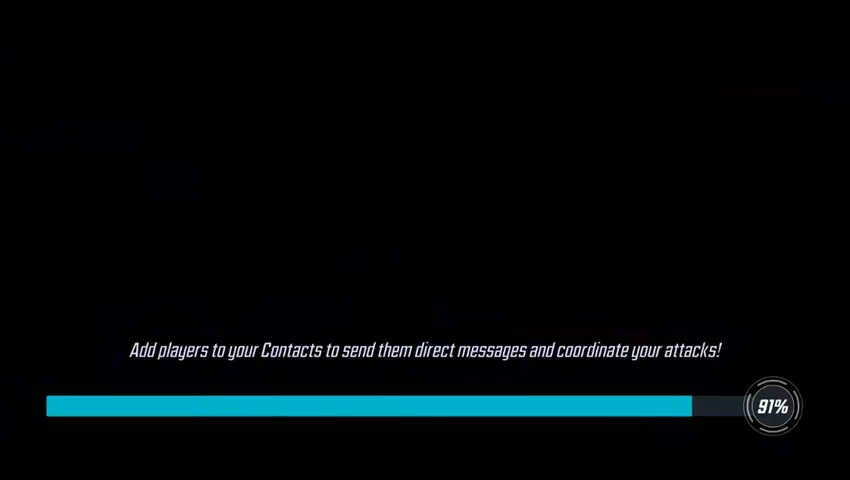 Add players to your Contacts to send them direct messages and coordinate your attacks!
91%